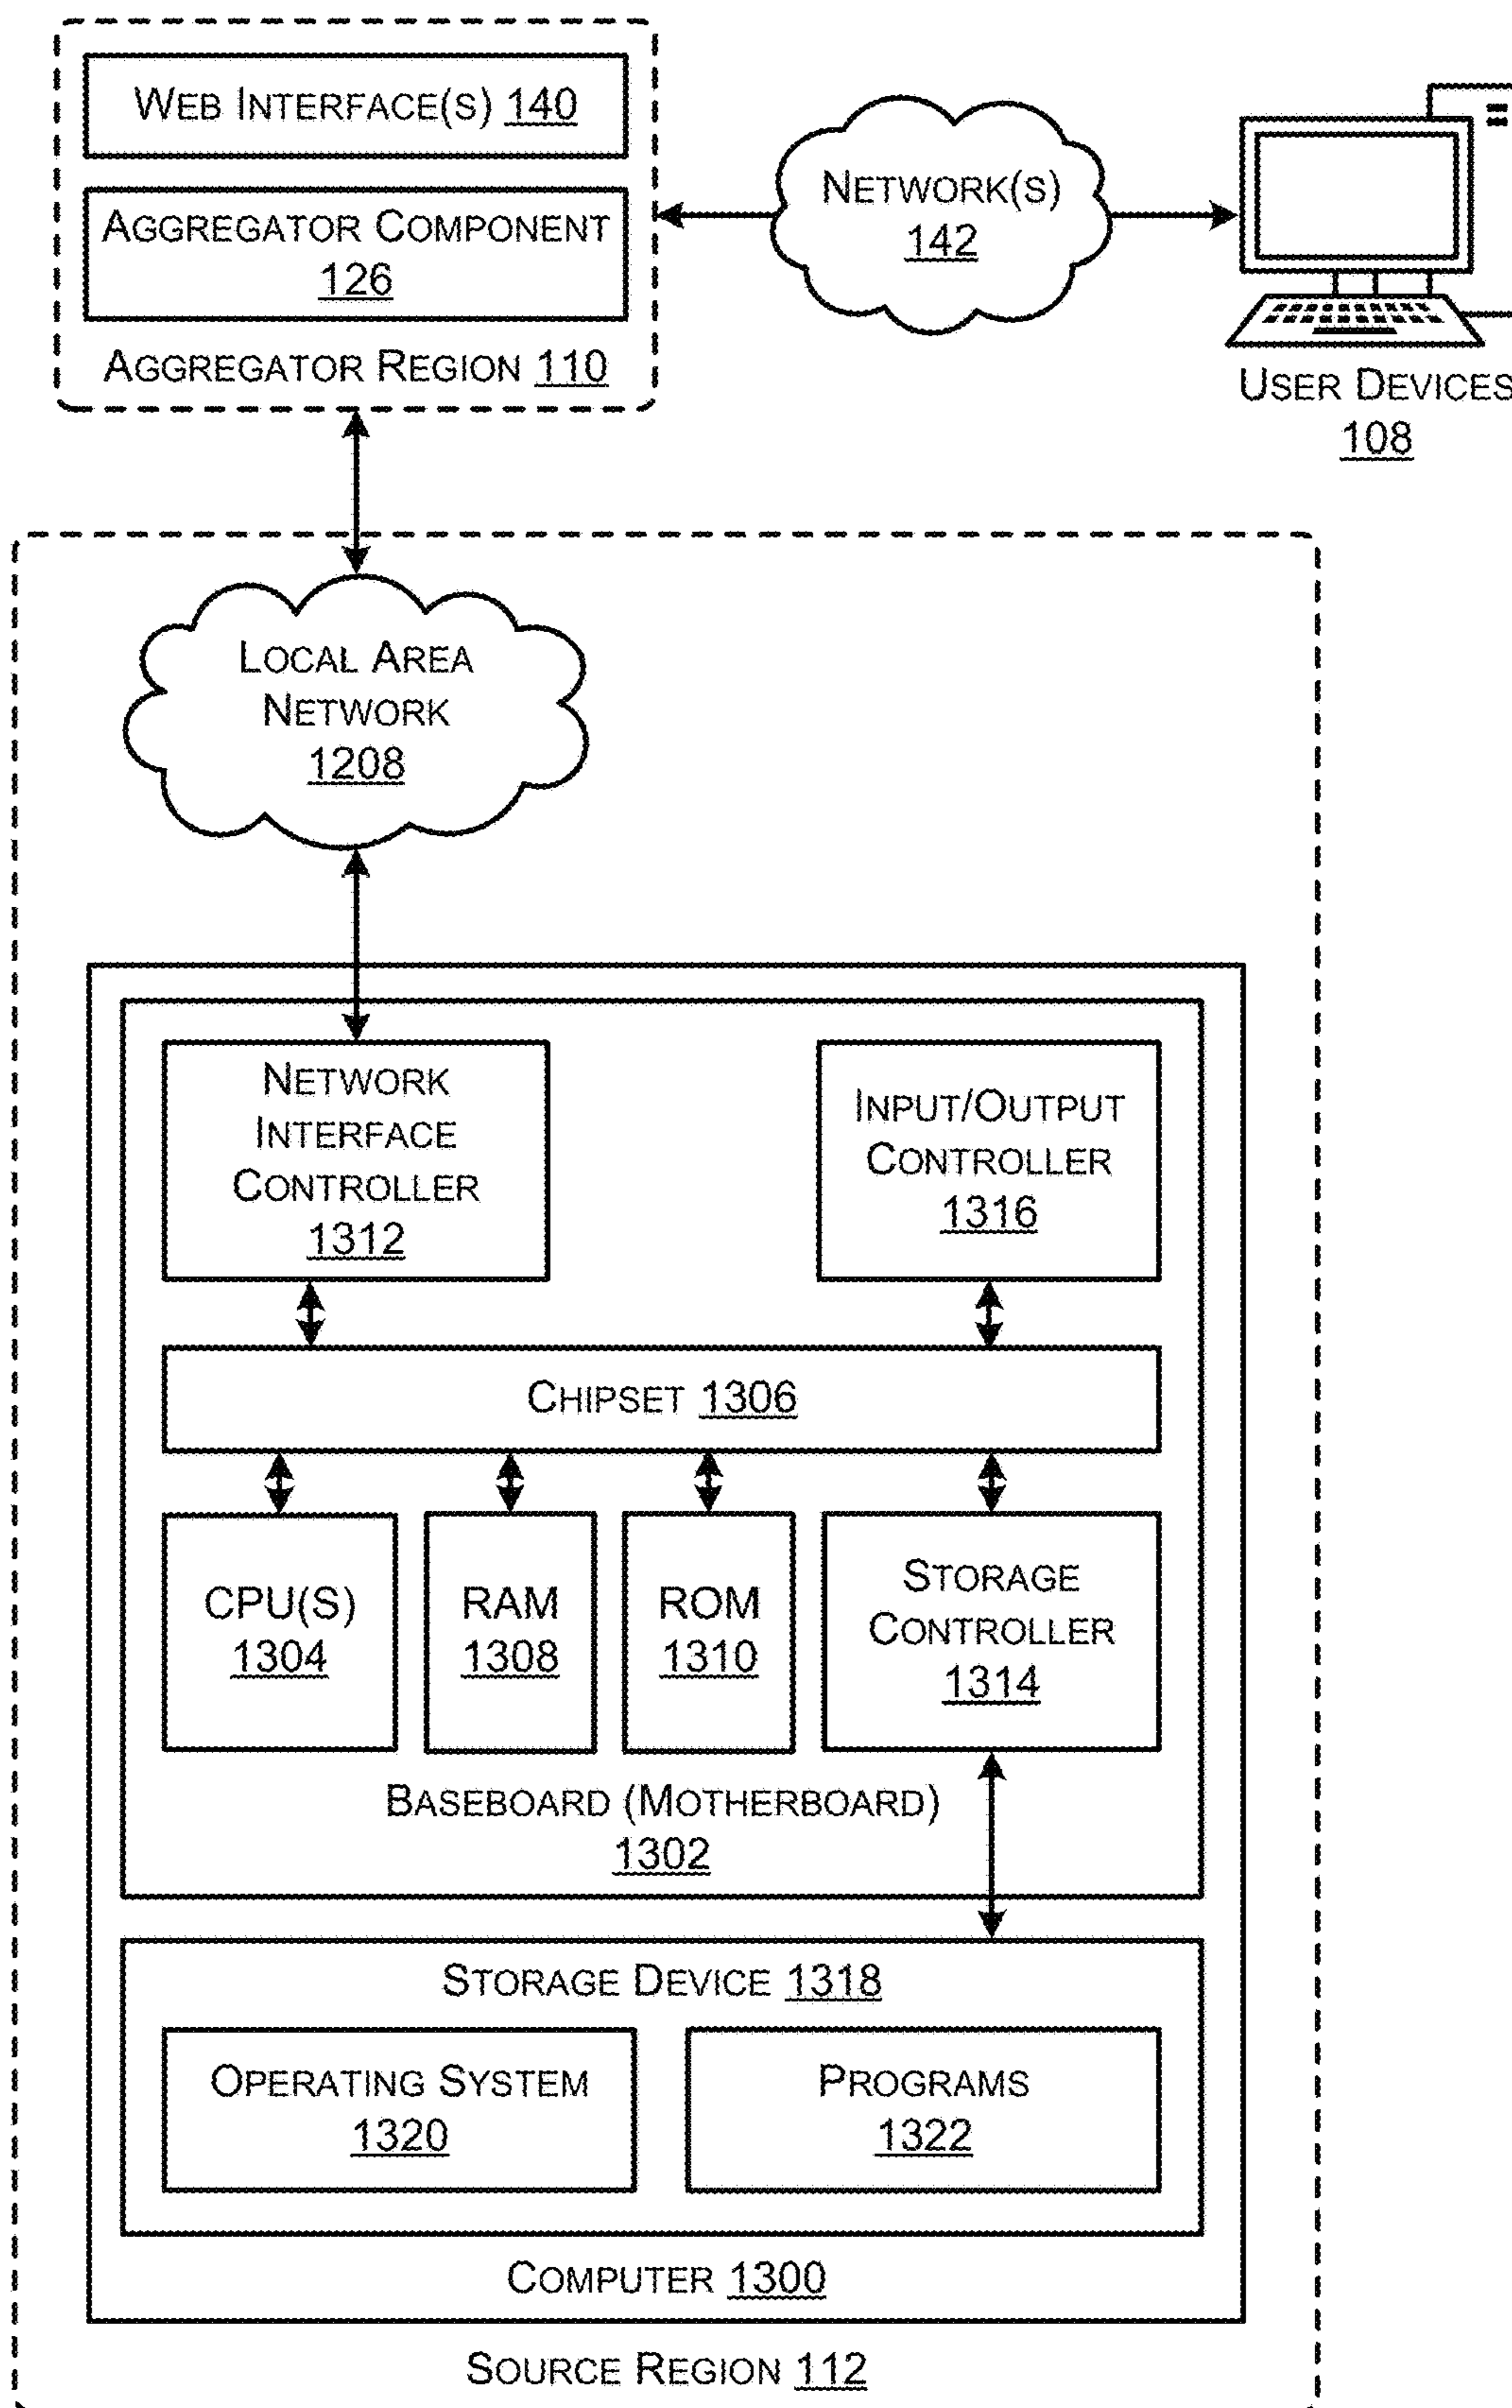 WEB INTERFACE(S) 140
AGGREGATOR COMPONENT
126
AGGREGATOR REGION 110
NETWORK(S)
142
USER DEVICES
108
LOCAL AREA
NETWORK
1208
NETWORK
INTERFACE
CONTROLLER
1312
INPUT/OUTPUT
CONTROLLER
1316
CHIPSET 1306
CPU(S)
1304
RAM
1308
ROM
1310
STORAGE
CONTROLLER
1314
BASEBOARD (MOTHERBOARD)
1302
STORAGE DEVICE 1318
OPERATING SYSTEM
1320
PROGRAMS
1322
COMPUTER 1300
SOURCE REGION 112